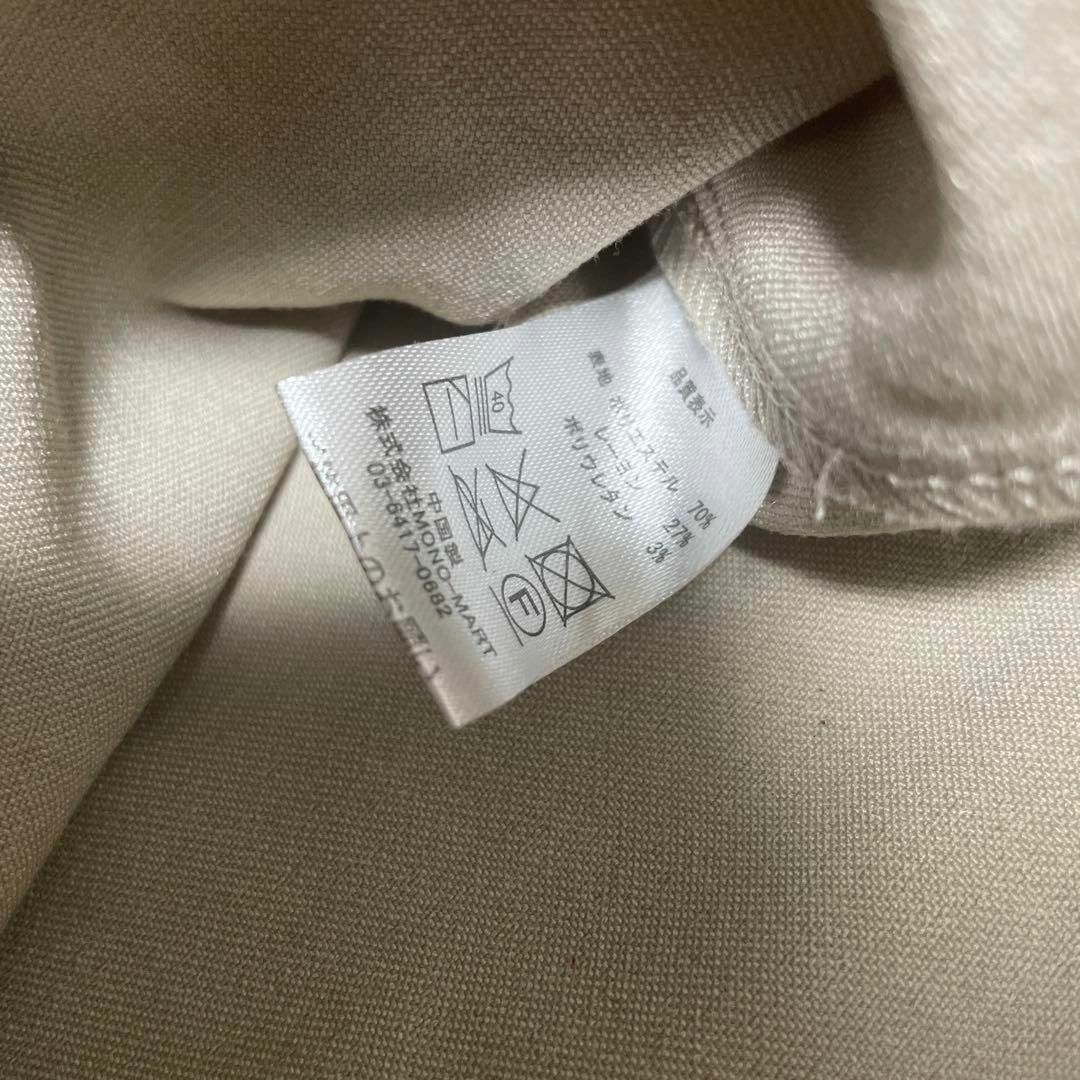 品質表示
表地 ポリエステル 70%
レーヨン 27%
ポリウレタン 3%
40
F
中国製
株式会社MONO-MART
03-6417-0682